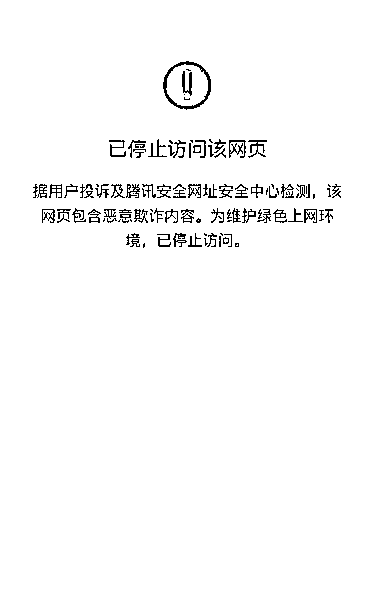 已停止访问该网页
据用户投诉及腾讯安全网址安全中心检测，该
网页包含恶意欺诈内容。为维护绿色上网环
境，已停止访问。